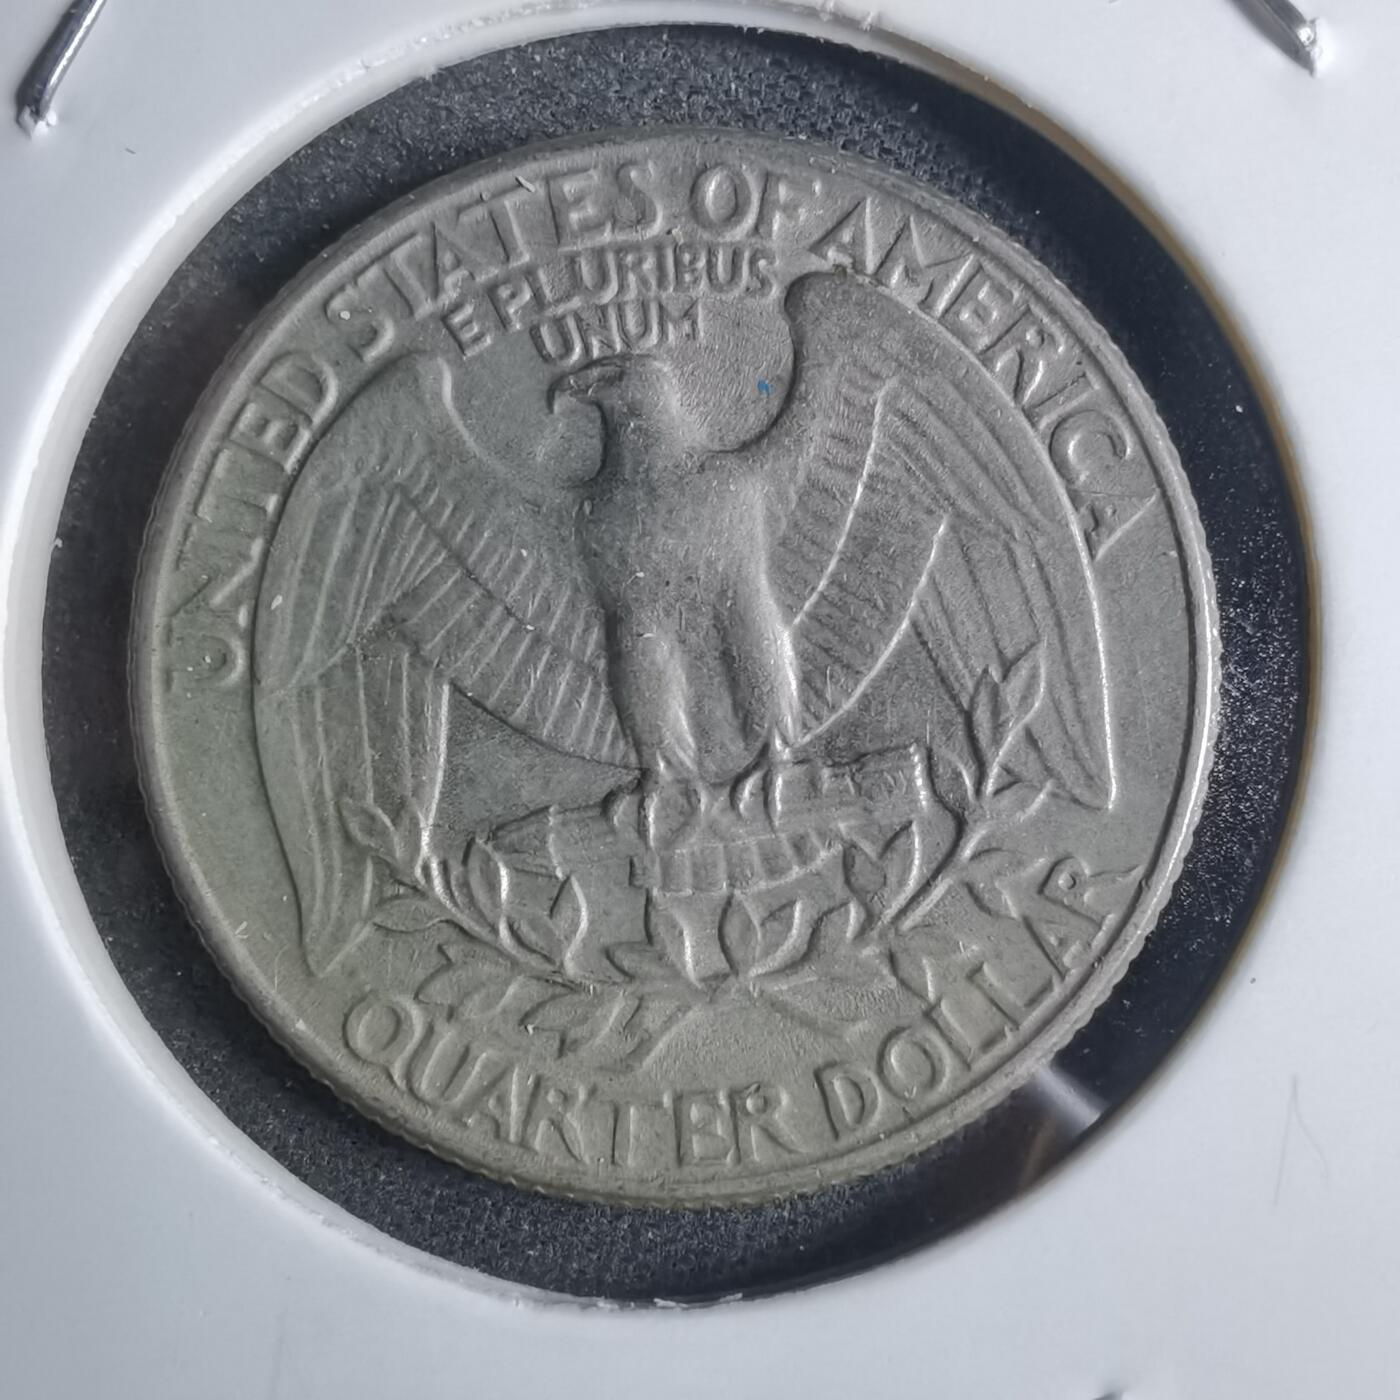 UNITED STATES OF AMERICA
E PLURIBUS
UNUM
QUARTER DOLLAR